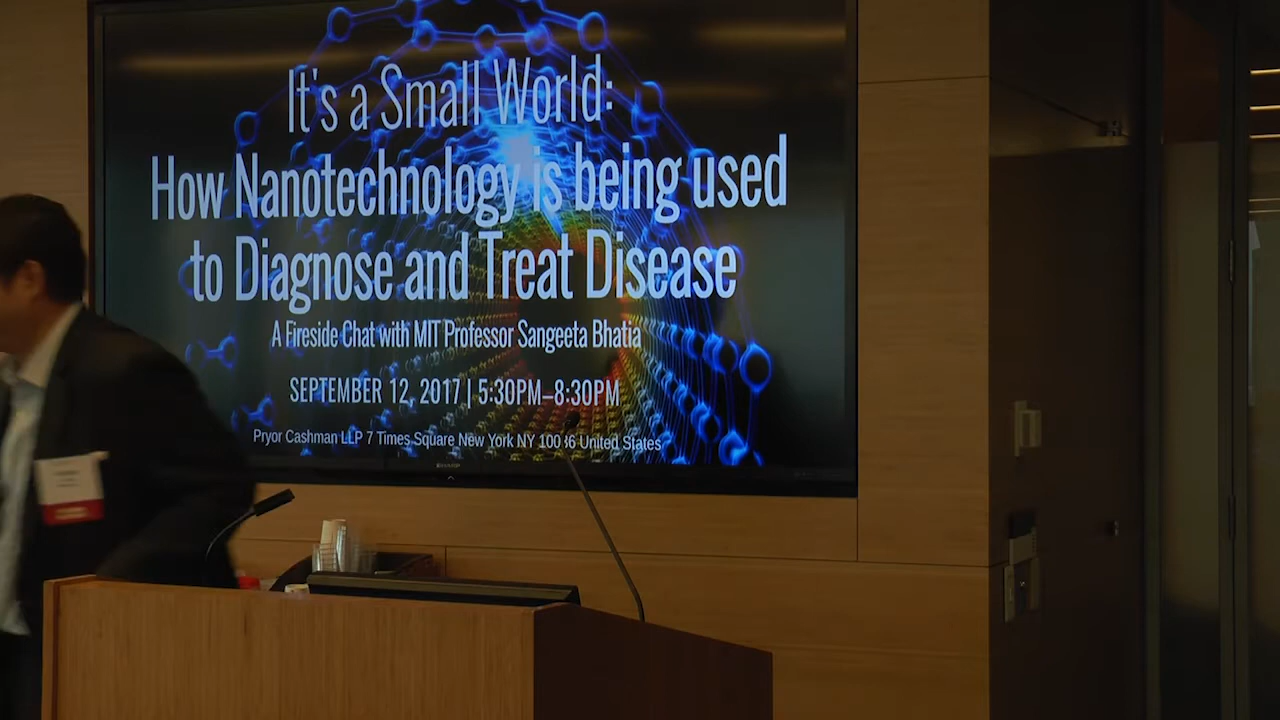 It's a Small World:
How Nanotechnology is being used
to Diagnose and Treat Disease
A Fireside Chat with MIT Professor Sangeeta Bhatia
SEPTEMBER 12, 2017 | 5:30PM–8:30PM
Pryor Cashman LLP 7 Times Square New York NY 10036 United States
SHARP